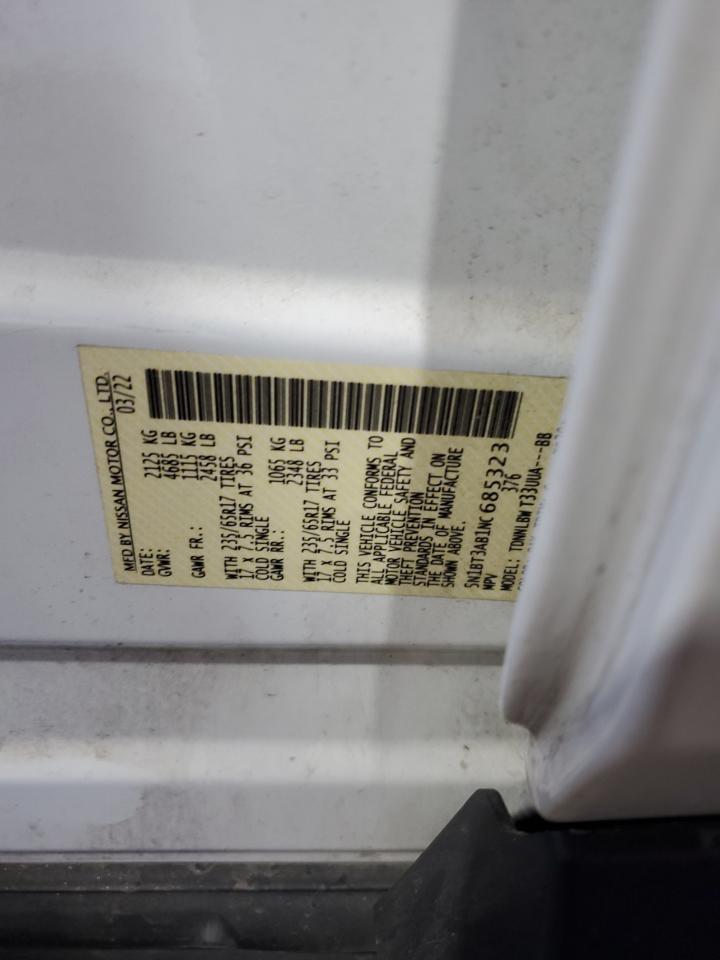 MFD BY NISSAN MOTOR CO., LTD.
DATE: 03/22
GVWR: 2125 KG
4685 LB
GAWR FR.: 1115 KG
2458 LB
WITH 235/65R17 TIRES
17 X 7.5 RIMS AT 36 PSI
COLD SINGLE
GAWR RR.: 1065 KG
2348 LB
WITH 235/65R17 TIRES
17 X 7.5 RIMS AT 33 PSI
COLD SINGLE
THIS VEHICLE CONFORMS TO
ALL APPLICABLE FEDERAL
MOTOR VEHICLE SAFETY AND
THEFT PREVENTION
STANDARDS IN EFFECT ON
THE DATE OF MANUFACTURE
SHOWN ABOVE.
5N1BT3AB1NC685323
MPV 376
MODEL: TDNNLBW T33UUA---BB